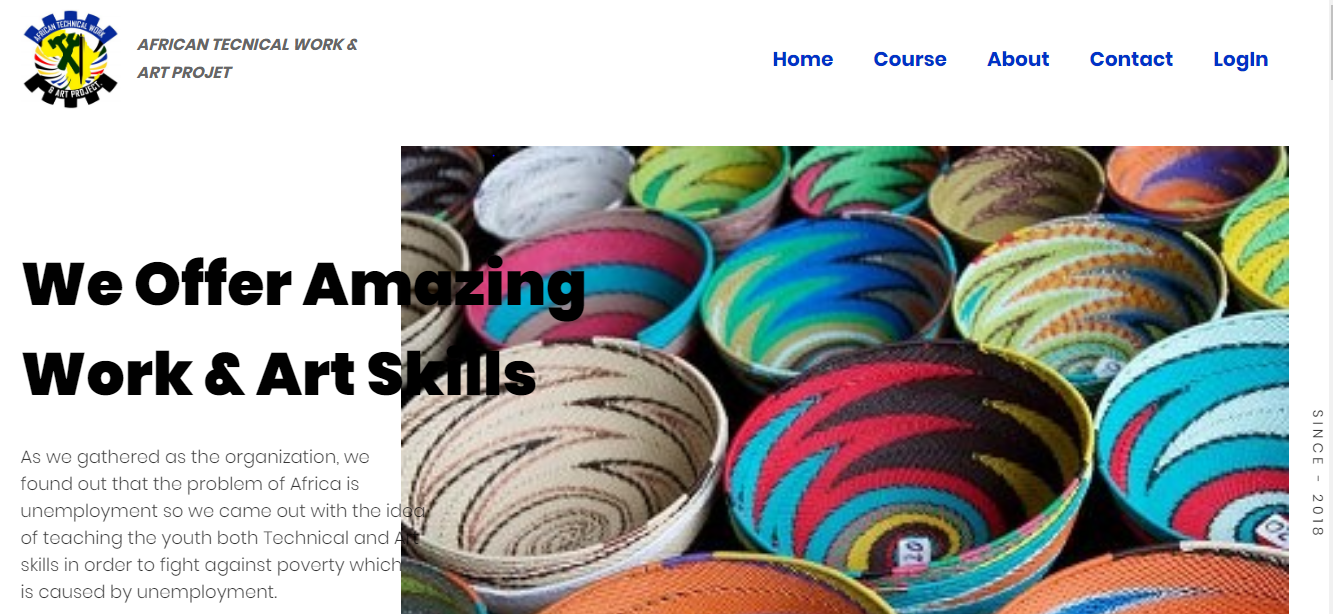 AFRICAN TECHNICAL WORK
& ART PROJECT
AFRICAN TECNICAL WORK &
ART PROJET
Home Course About Contact LogIn
We Offer Amazing
Work & Art Skills
As we gathered as the organization, we
found out that the problem of Africa is
unemployment so we came out with the idea
of teaching the youth both Technical and Art
skills in order to fight against poverty which
is caused by unemployment.
SINCE - 2018